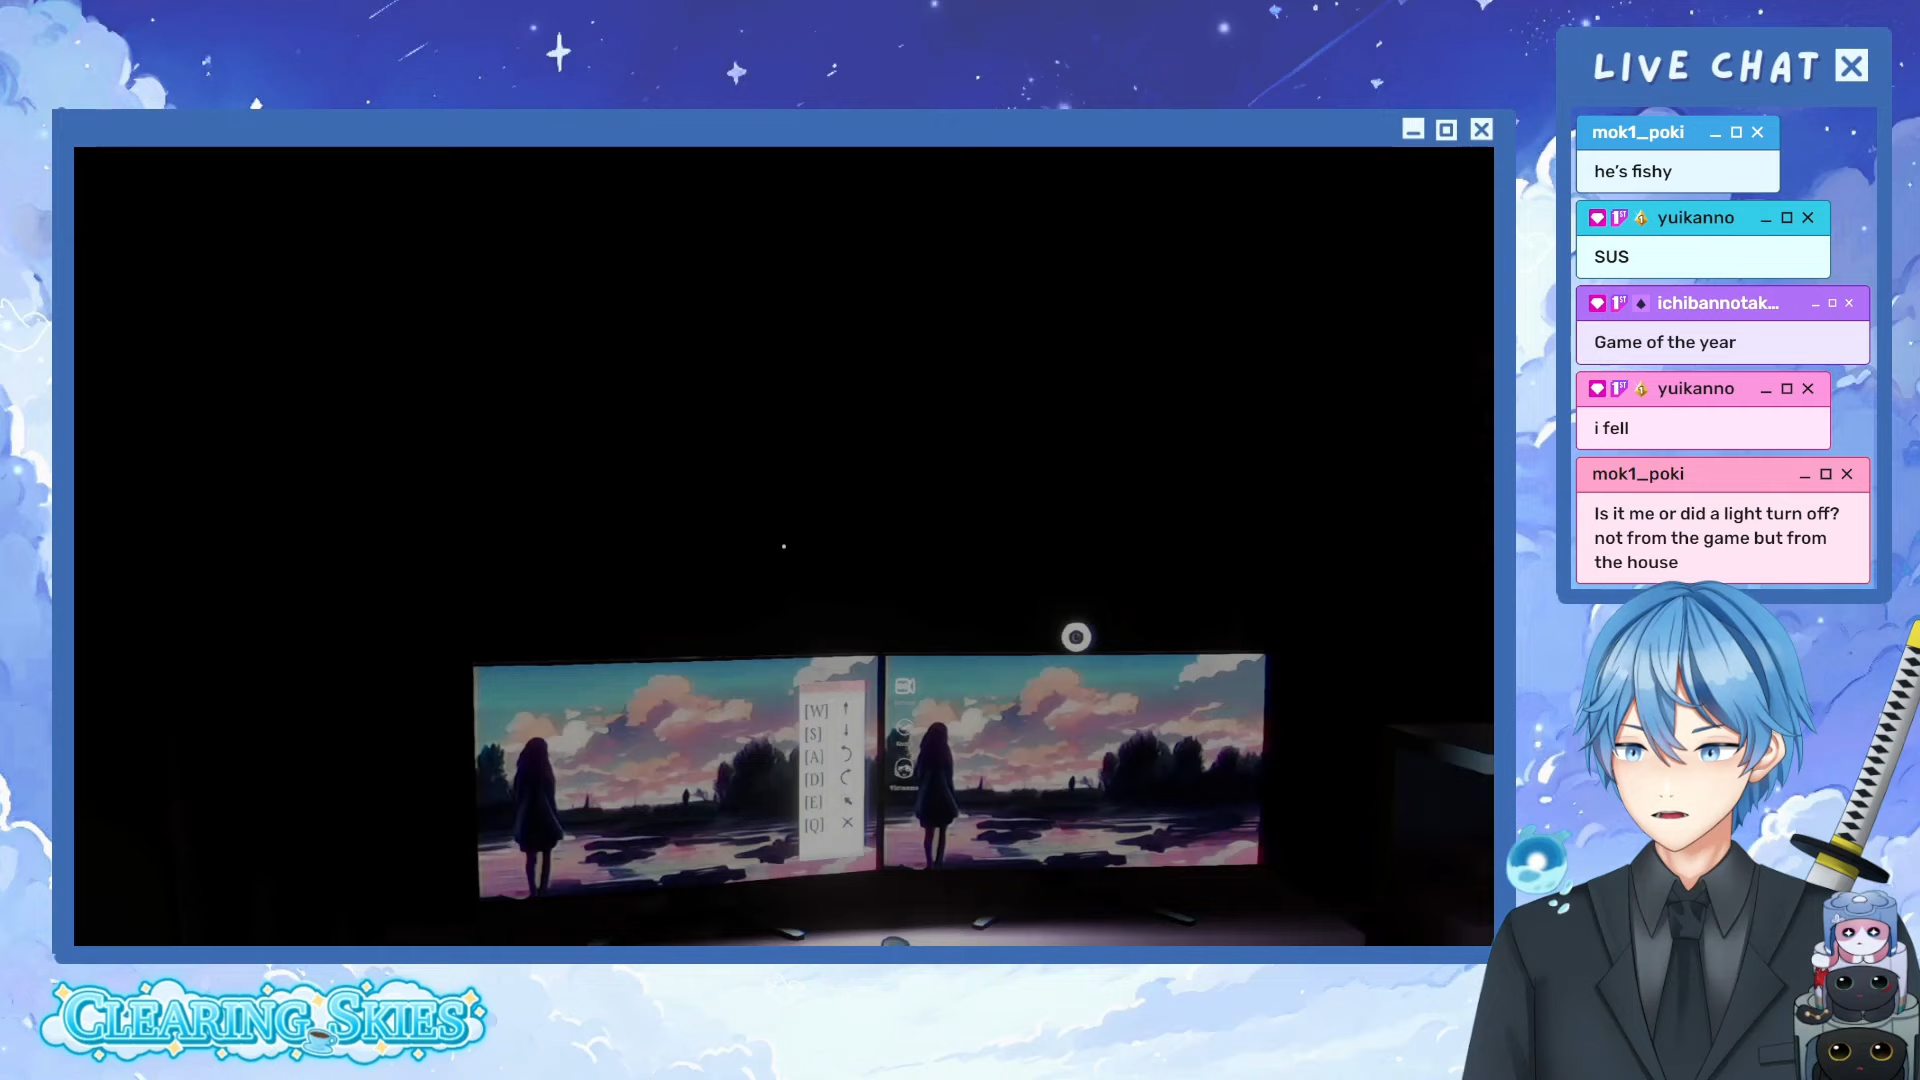 LIVE CHAT
mok1_poki
he's fishy
yuikanno
SUS
ichibannotak...
Game of the year
yuikanno
i fell
mok1_poki
Is it me or did a light turn off?
not from the game but from
the house
[W] ↑
[S] ↓
[A]
[D]
[E]
[Q] ×
CLEARING SKIES